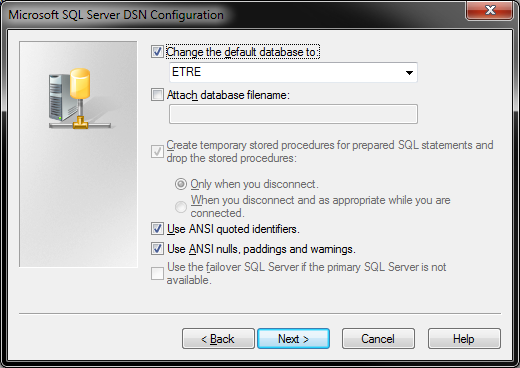 Microsoft SQL Server DSN Configuration
Change the default database to:
ETRE
Attach database filename:
Create temporary stored procedures for prepared SQL statements and
drop the stored procedures:
Only when you disconnect.
When you disconnect and as appropriate while you are
connected.
Use ANSI quoted identifiers.
Use ANSI nulls, paddings and warnings.
Use the failover SQL Server if the primary SQL Server is not
available.
< Back
Next >
Cancel
Help